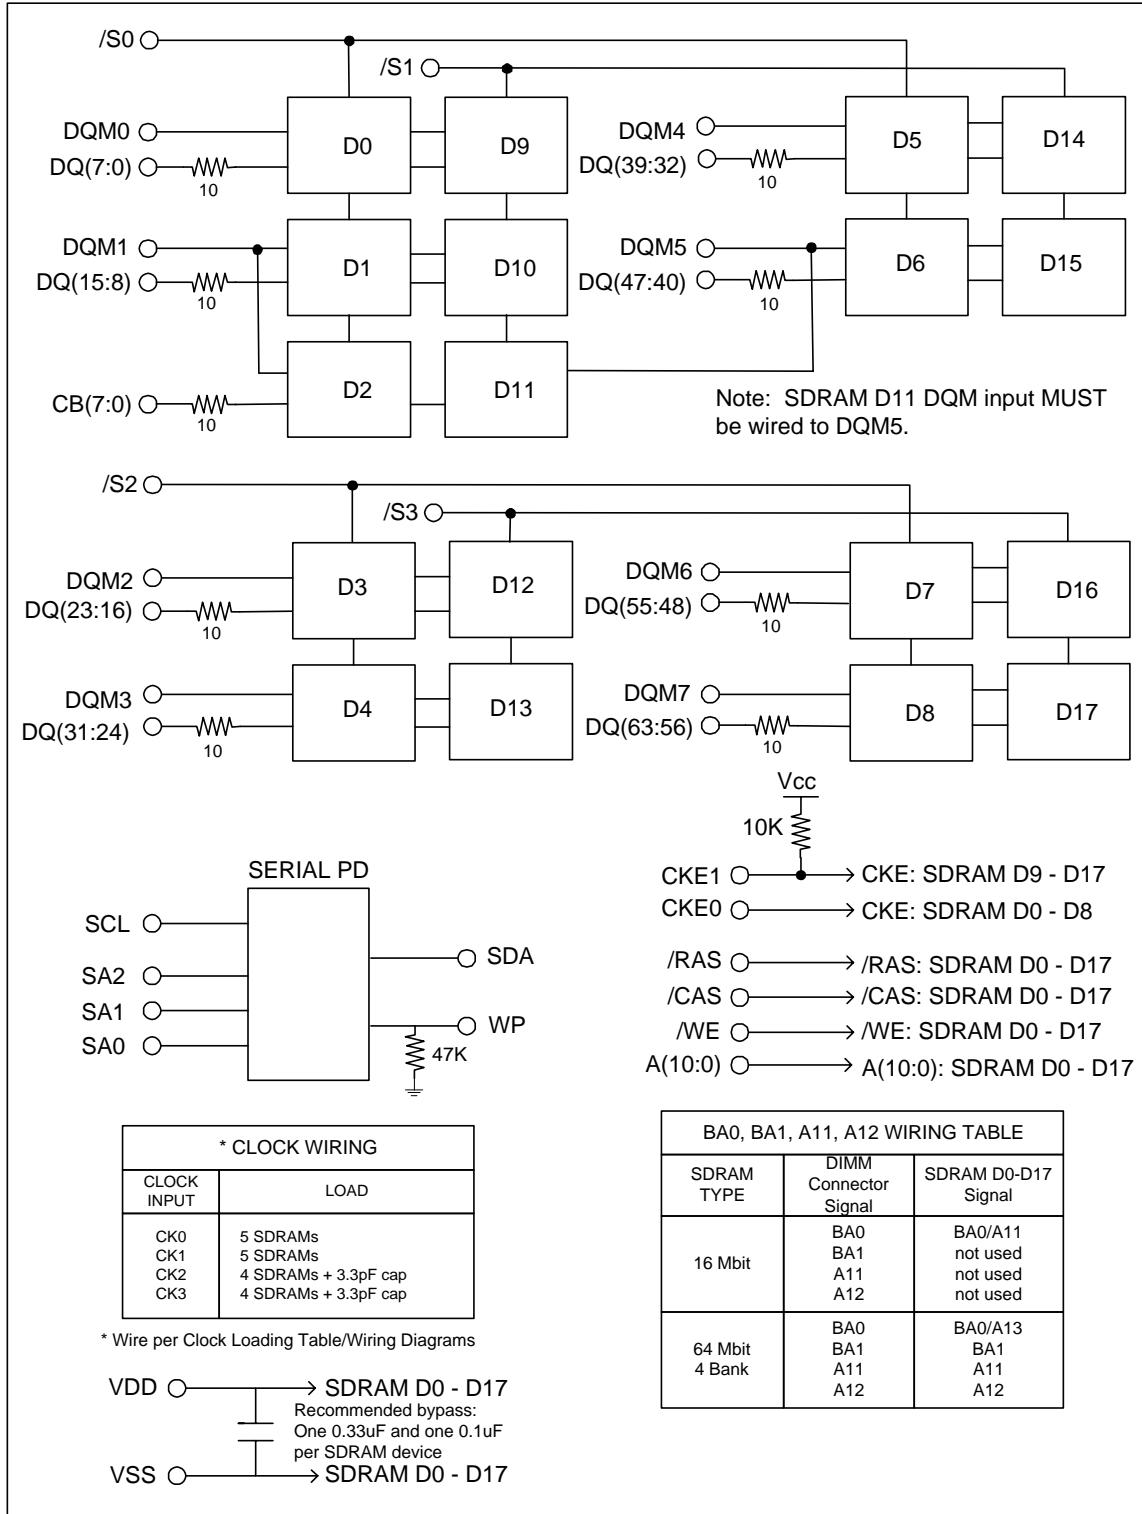 /S0
/S1
DQM0
D0
D9
DQM4
D5
D14
DQ(7:0)
10
DQ(39:32)
10
DQM1
D1
D10
DQM5
D6
D15
DQ(15:8)
10
DQ(47:40)
10
D2
D11
CB(7:0)
10
Note: SDRAM D11 DQM input MUST
be wired to DQM5.
/S2
/S3
DQM2
D3
D12
DQM6
D7
D16
DQ(23:16)
10
DQ(55:48)
10
DQM3
D4
D13
DQM7
D8
D17
DQ(31:24)
10
DQ(63:56)
10
Vcc
10K
CKE1
CKE: SDRAM D9 - D17
CKE0
CKE: SDRAM D0 - D8
/RAS
/RAS: SDRAM D0 - D17
/CAS
/CAS: SDRAM D0 - D17
/WE
/WE: SDRAM D0 - D17
A(10:0)
A(10:0): SDRAM D0 - D17
SERIAL PD
SCL
SA2
SA1
SA0
SDA
WP
47K
* CLOCK WIRING
CLOCK INPUT LOAD
CK0 5 SDRAMs
CK1 5 SDRAMs
CK2 4 SDRAMs + 3.3pF cap
CK3 4 SDRAMs + 3.3pF cap
* Wire per Clock Loading Table/Wiring Diagrams
BA0, BA1, A11, A12 WIRING TABLE
SDRAM TYPE DIMM Connector Signal SDRAM D0-D17 Signal
16 Mbit
BA0 BA0/A11
BA1 not used
A11 not used
A12 not used
64 Mbit
4 Bank
BA0 BA0/A13
BA1 BA1
A11 A11
A12 A12
VDD
SDRAM D0 - D17
Recommended bypass:
One 0.33uF and one 0.1uF
per SDRAM device
VSS
SDRAM D0 - D17